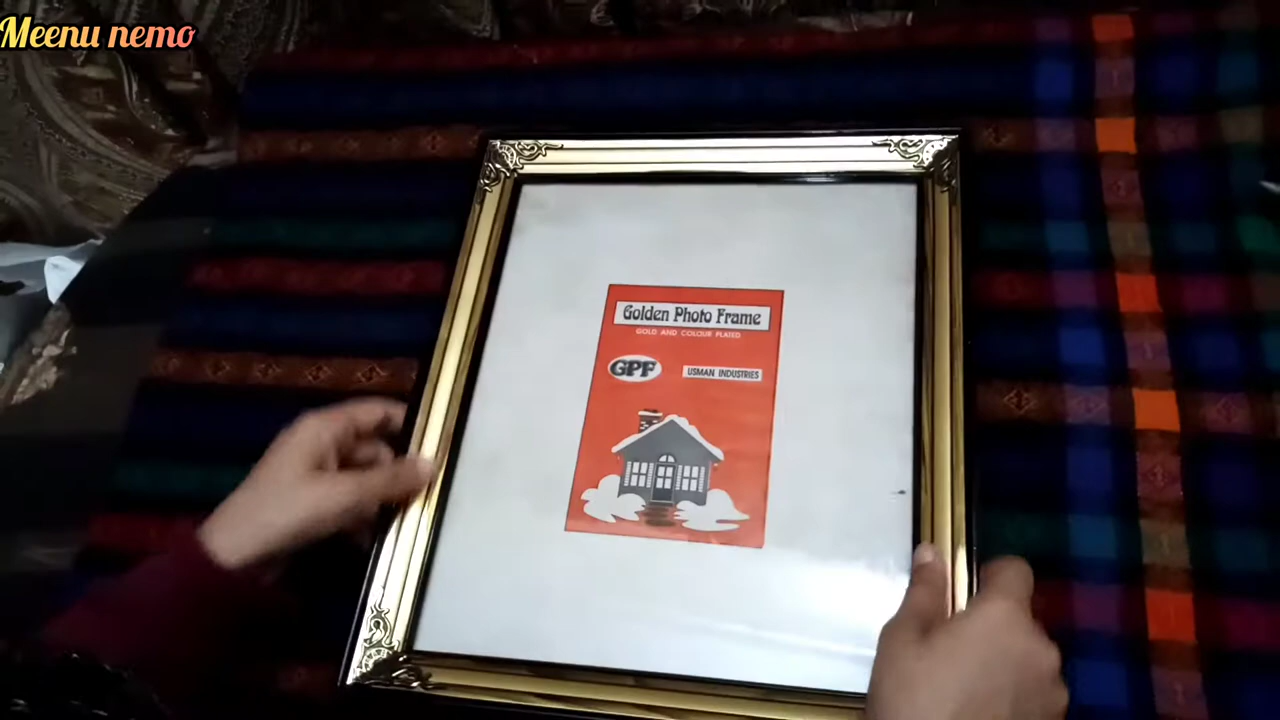 Meenu nemo
Golden Photo Frame
GOLD AND COLOUR PLATED
GPF
USMAN INDUSTRIES